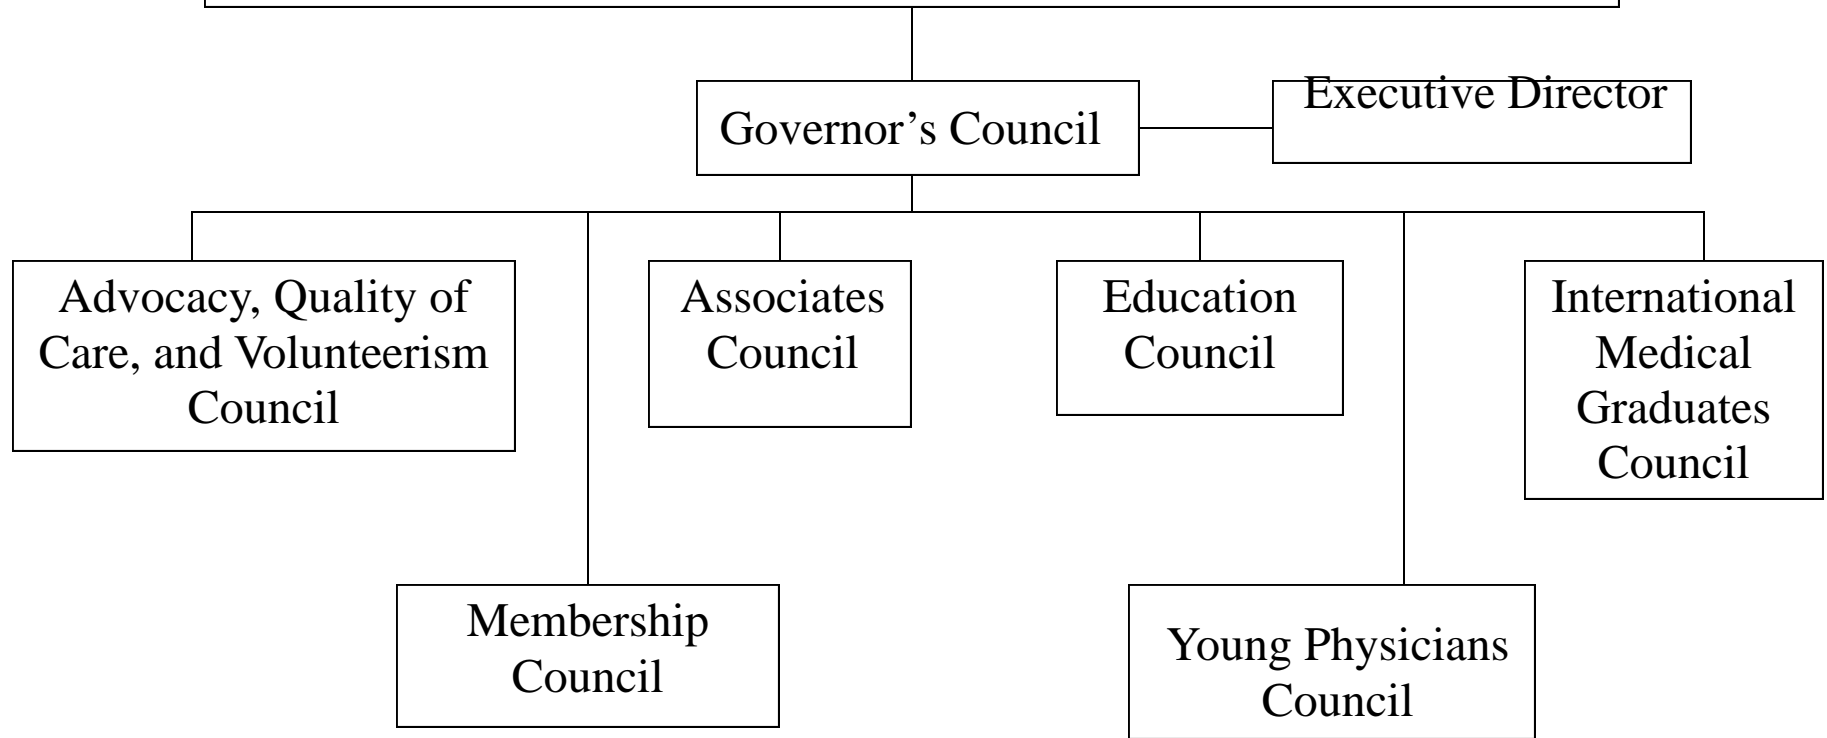 Executive Director
Governor’s Council
Advocacy, Quality of
Care, and Volunteerism
Council
Associates
Council
Education
Council
International
Medical
Graduates
Council
Membership
Council
Young Physicians
Council